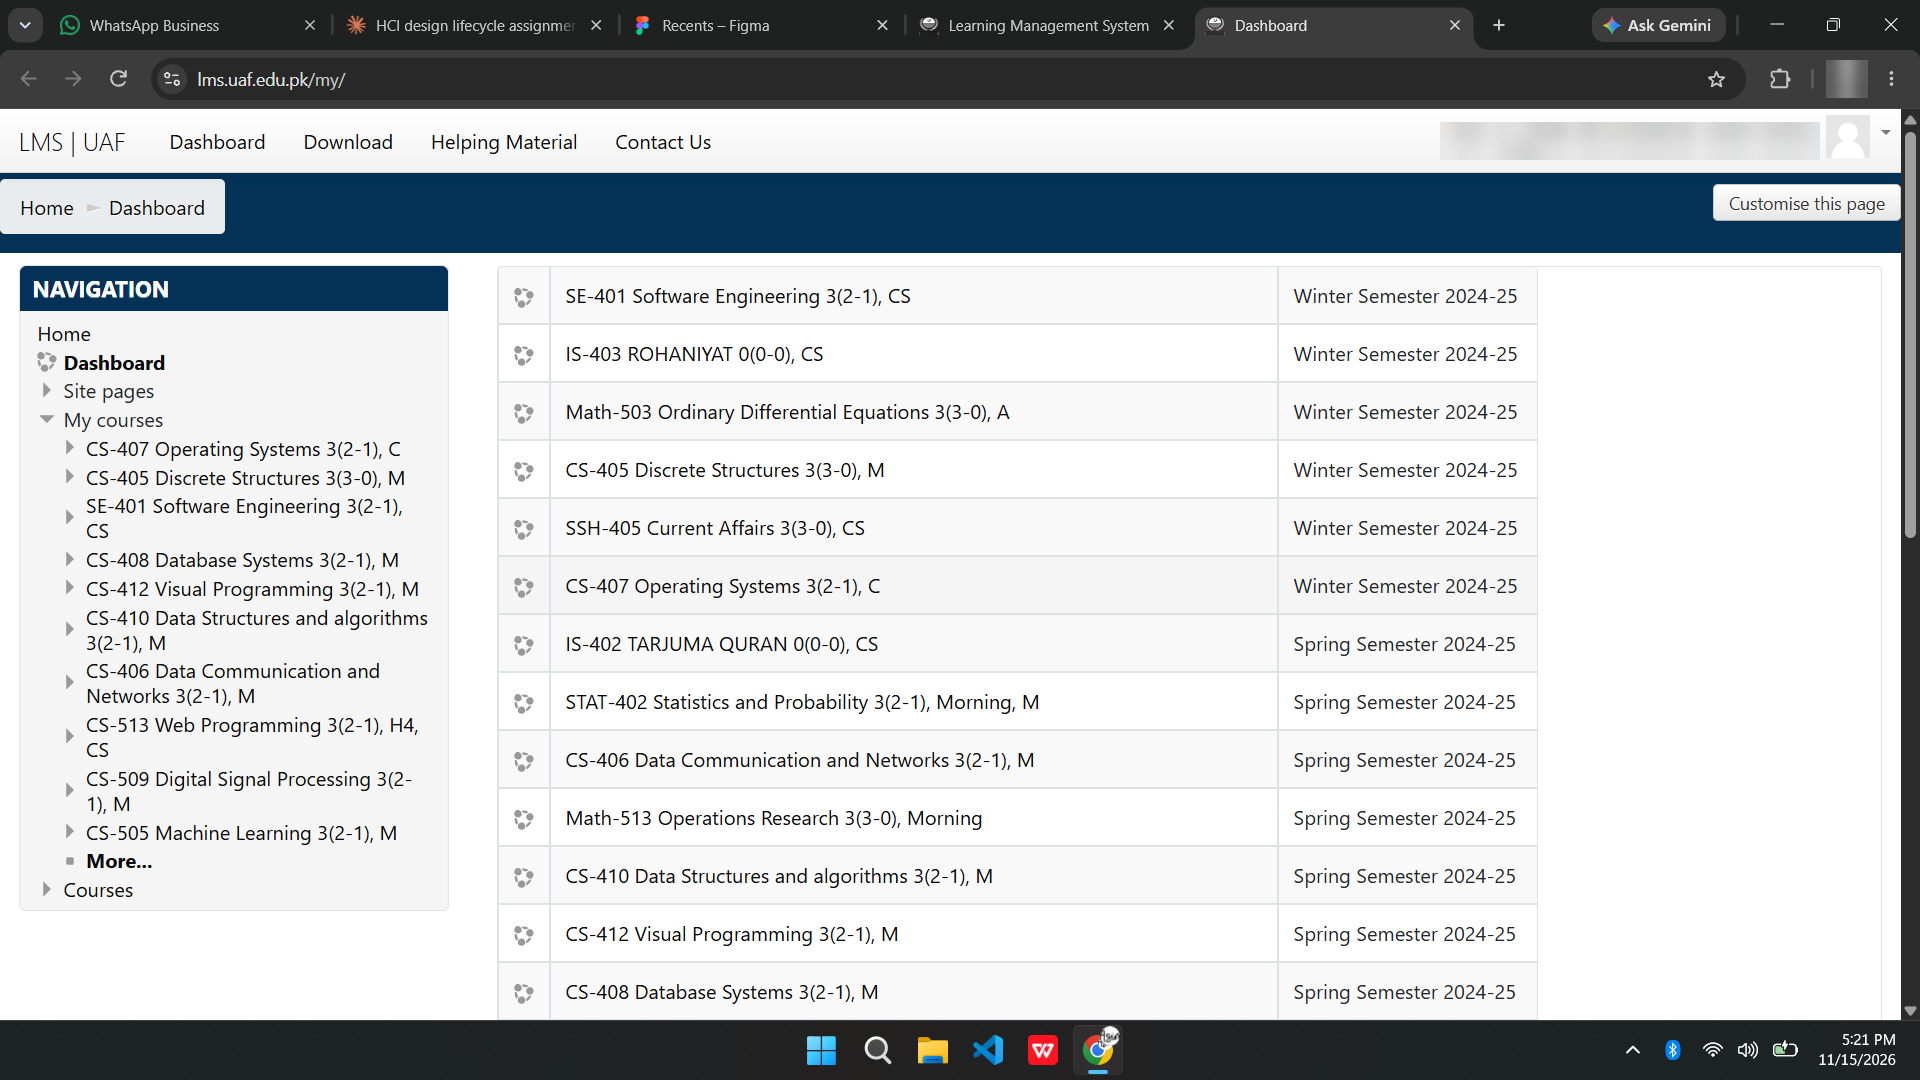 WhatsApp Business
HCI design lifecycle assignmen
Recents – Figma
Learning Management System
Dashboard
Ask Gemini
lms.uaf.edu.pk/my/
LMS | UAF
Dashboard
Download
Helping Material
Contact Us
Home
Dashboard
Customise this page
NAVIGATION
Home
Dashboard
Site pages
My courses
CS-407 Operating Systems 3(2-1), C
CS-405 Discrete Structures 3(3-0), M
SE-401 Software Engineering 3(2-1),
CS
CS-408 Database Systems 3(2-1), M
CS-412 Visual Programming 3(2-1), M
CS-410 Data Structures and algorithms
3(2-1), M
CS-406 Data Communication and
Networks 3(2-1), M
CS-513 Web Programming 3(2-1), H4,
CS
CS-509 Digital Signal Processing 3(2-
1), M
CS-505 Machine Learning 3(2-1), M
More...
Courses
SE-401 Software Engineering 3(2-1), CS Winter Semester 2024-25
IS-403 ROHANIYAT 0(0-0), CS Winter Semester 2024-25
Math-503 Ordinary Differential Equations 3(3-0), A Winter Semester 2024-25
CS-405 Discrete Structures 3(3-0), M Winter Semester 2024-25
SSH-405 Current Affairs 3(3-0), CS Winter Semester 2024-25
CS-407 Operating Systems 3(2-1), C Winter Semester 2024-25
IS-402 TARJUMA QURAN 0(0-0), CS Spring Semester 2024-25
STAT-402 Statistics and Probability 3(2-1), Morning, M Spring Semester 2024-25
CS-406 Data Communication and Networks 3(2-1), M Spring Semester 2024-25
Math-513 Operations Research 3(3-0), Morning Spring Semester 2024-25
CS-410 Data Structures and algorithms 3(2-1), M Spring Semester 2024-25
CS-412 Visual Programming 3(2-1), M Spring Semester 2024-25
CS-408 Database Systems 3(2-1), M Spring Semester 2024-25
5:21 PM
11/15/2026